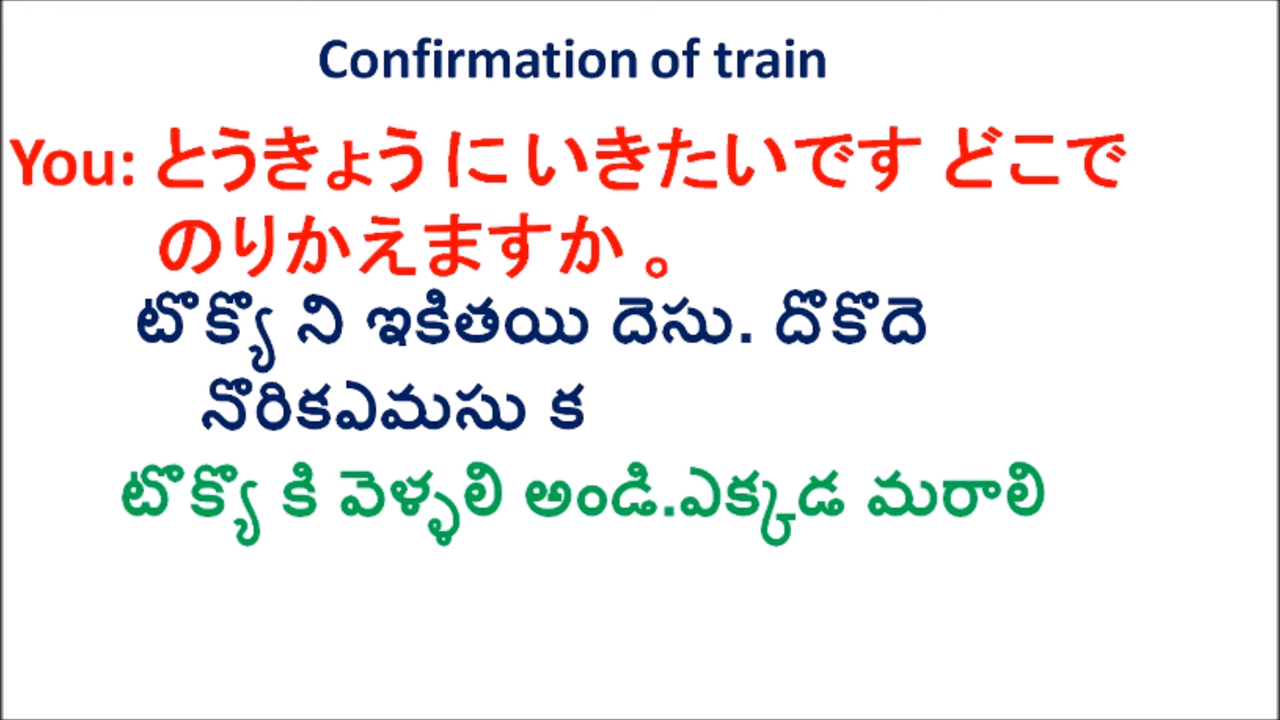 Confirmation of train
You: とうきょう に いきたいです どこで
のりかえますか 。
టొక్యొ ని ఇకితయి దెసు. దొకొదె
నొరికఎమసు క
టొక్యొ కి వెళ్ళలి అండి.ఎక్కడ మరాలి